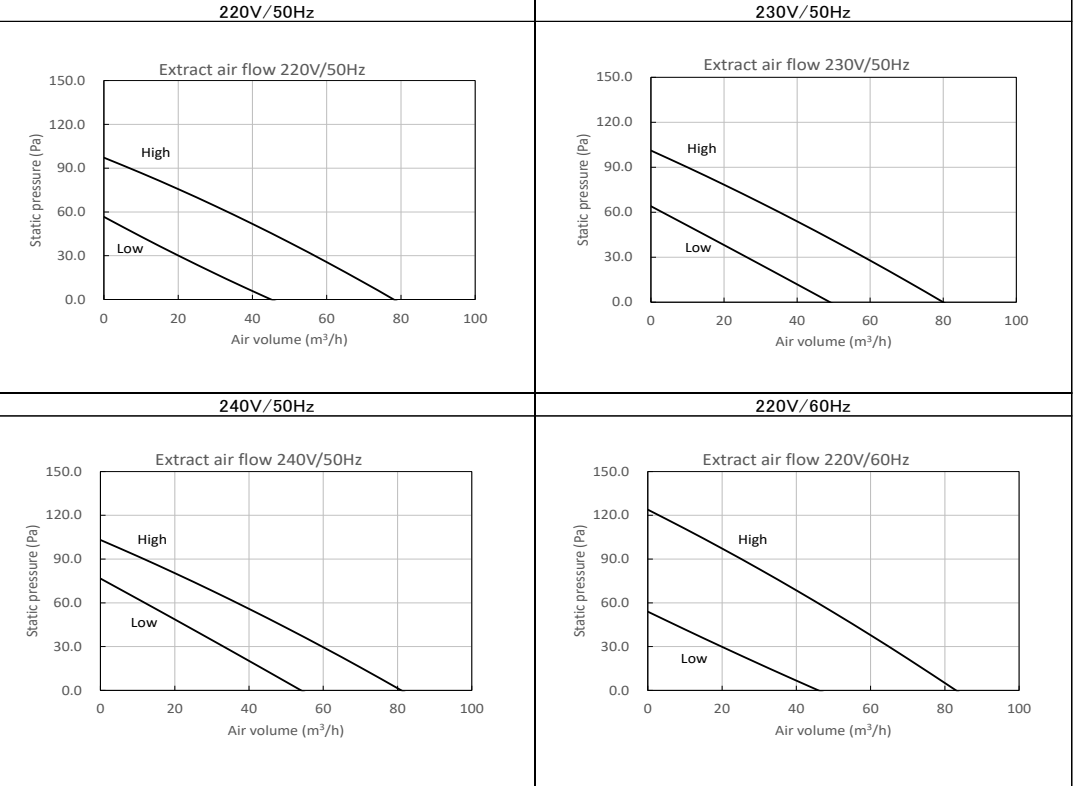 220V/50Hz
Extract air flow 220V/50Hz
150.0
120.0
90.0
60.0
30.0
0.0
Static pressure (Pa)
High
Low
0 20 40 60 80 100
Air volume (m³/h)
230V/50Hz
Extract air flow 230V/50Hz
150.0
120.0
90.0
60.0
30.0
0.0
Static pressure (Pa)
High
Low
0 20 40 60 80 100
Air volume (m³/h)
240V/50Hz
Extract air flow 240V/50Hz
150.0
120.0
90.0
60.0
30.0
0.0
Static pressure (Pa)
High
Low
0 20 40 60 80 100
Air volume (m³/h)
220V/60Hz
Extract air flow 220V/60Hz
150.0
120.0
90.0
60.0
30.0
0.0
Static pressure (Pa)
High
Low
0 20 40 60 80 100
Air volume (m³/h)